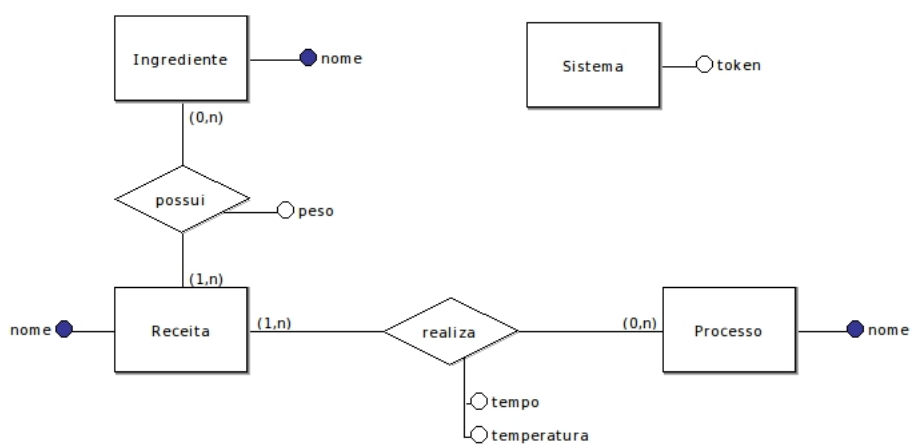 Ingrediente
nome
Sistema
token
(0,n)
possui
peso
(1,n)
nome
Receita
(1,n)
realiza
(0,n)
Processo
nome
tempo
temperatura